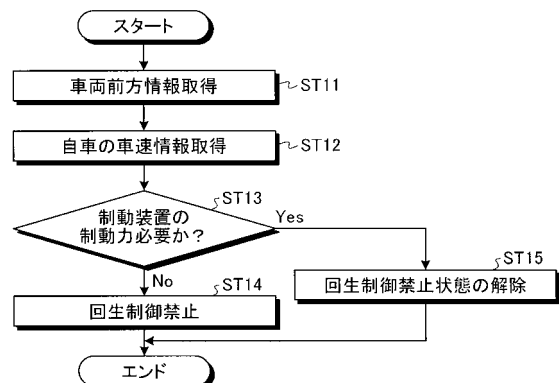 スタート
車両前方情報取得
ST11
自車の車速情報取得
ST12
ST13
制動装置の
制動力必要か?
Yes
No
ST14
回生制御禁止
ST15
回生制御禁止状態の解除
エンド